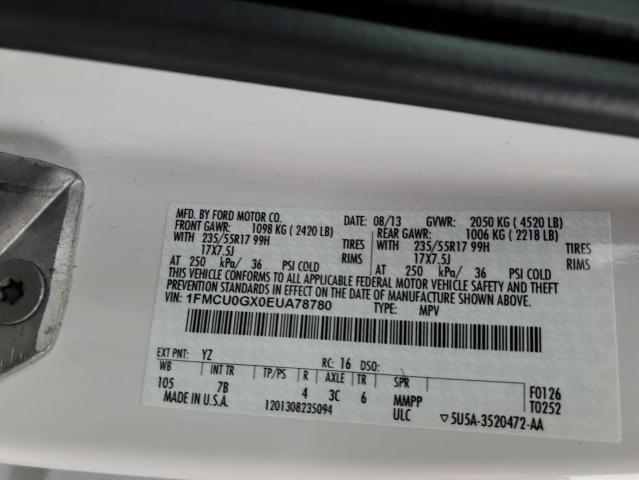 MFD. BY FORD MOTOR CO. DATE: 08/13 GVWR: 2050 KG ( 4520 LB)
FRONT GAWR: 1098 KG ( 2420 LB) REAR GAWR: 1006 KG ( 2218 LB)
WITH 235/55R17 99H TIRES WITH 235/55R17 99H TIRES
17X7.5J RIMS 17X7.5J RIMS
AT 250 kPa/ 36 PSI COLD AT 250 kPa/ 36 PSI COLD
THIS VEHICLE CONFORMS TO ALL APPLICABLE FEDERAL MOTOR VEHICLE SAFETY AND THEFT
PREVENTION STANDARDS IN EFFECT ON THE DATE OF MANUFACTURE SHOWN ABOVE.
VIN: 1FMCU0GX0EUA78780 TYPE: MPV
EXT PNT: YZ RC: 16 DSO:
WB INT TR TP/PS R AXLE TR SPR F0126
105 7B 4 3C 6 MMPP T0252
MADE IN U.S.A. 1201308235094 ULC ▽5U5A-3520472-AA